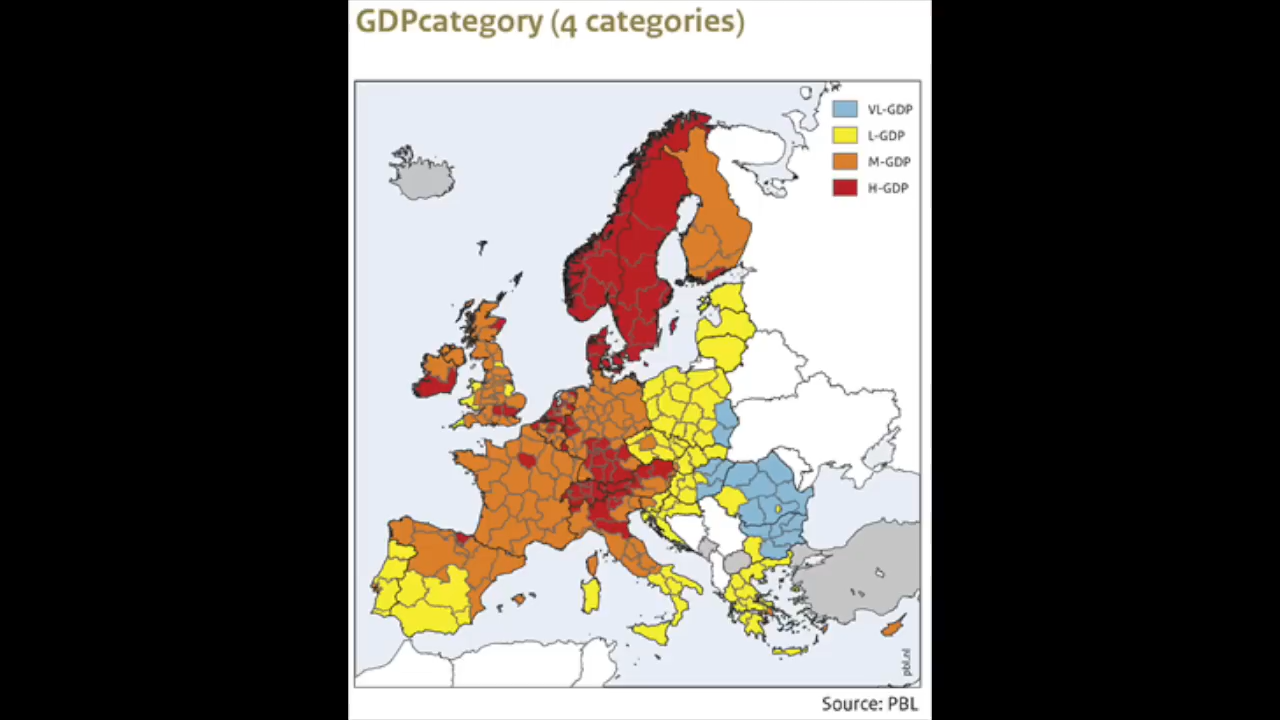 GDPcategory (4 categories)
VL-GDP
L-GDP
M-GDP
H-GDP
pbl.nl
Source: PBL